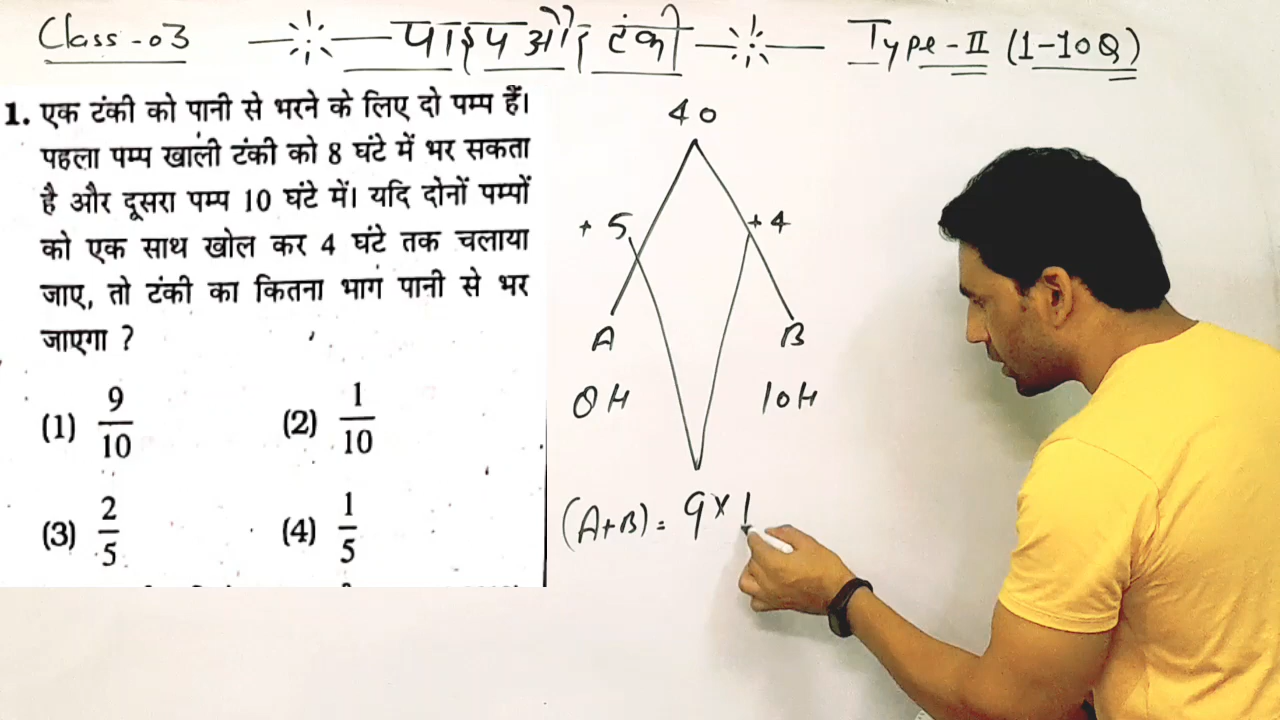 Class-03 पाइप और टंकी Type-II (1-10Q)
1. एक टंकी को पानी से भरने के लिए दो पम्प हैं।
पहला पम्प खाली टंकी को 8 घंटे में भर सकता
है और दूसरा पम्प 10 घंटे में। यदि दोनों पम्पों
को एक साथ खोल कर 4 घंटे तक चलाया
जाए, तो टंकी का कितना भाग पानी से भर
जाएगा ?
(1) 9/10 (2) 1/10
(3) 2/5 (4) 1/5
40
+5 +4
A B
8H 10H
(A+B) = 9×1